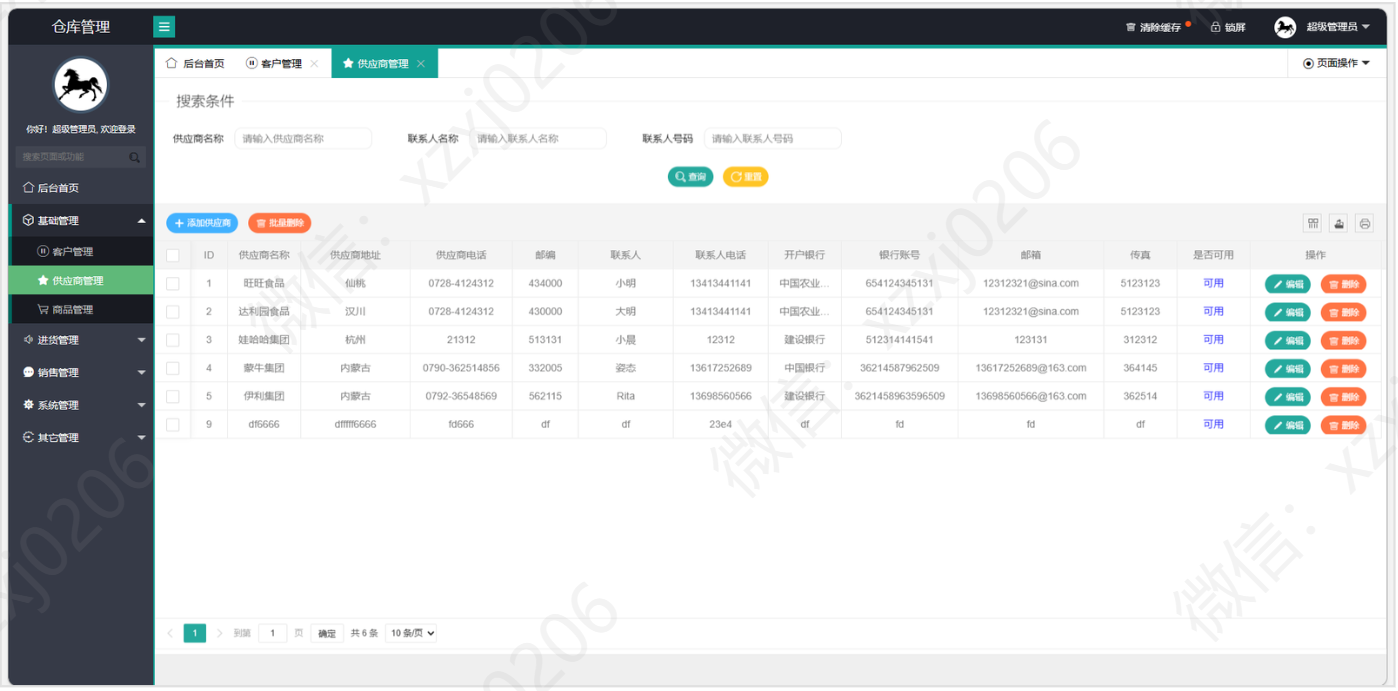 仓库管理
清除缓存 锁屏 超级管理员
后台首页 客户管理 供应商管理 页面操作
你好！超级管理员, 欢迎登录
搜索页面或功能
后台首页
基础管理
客户管理
供应商管理
商品管理
进货管理
销售管理
系统管理
其它管理
搜索条件
供应商名称 请输入供应商名称 联系人名称 请输入联系人名称 联系人号码 请输入联系人号码
查询 重置
添加供应商 批量删除
ID 供应商名称 供应商地址 供应商电话 邮编 联系人 联系人电话 开户银行 银行账号 邮箱 传真 是否可用 操作
1 旺旺食品 仙桃 0728-4124312 434000 小明 13413441141 中国农业... 654124345131 12312321@sina.com 5123123 可用 编辑 删除
2 达利园食品 汉川 0728-4124312 430000 大明 13413441141 中国农业... 654124345131 12312321@sina.com 5123123 可用 编辑 删除
3 娃哈哈集团 杭州 21312 513131 小晨 12312 建设银行 512314141541 123131 312312 可用 编辑 删除
4 蒙牛集团 内蒙古 0790-362514856 332005 姿态 13617252689 中国银行 36214587962509 13617252689@163.com 364145 可用 编辑 删除
5 伊利集团 内蒙古 0792-36548569 562115 Rita 13698560566 建设银行 3621458963596509 13698560566@163.com 362514 可用 编辑 删除
9 df6666 dfffff6666 fd666 df df 23e4 df fd fd df 可用 编辑 删除
1 到第 1 页 确定 共 6 条 10 条/页
微信：xzxj0206